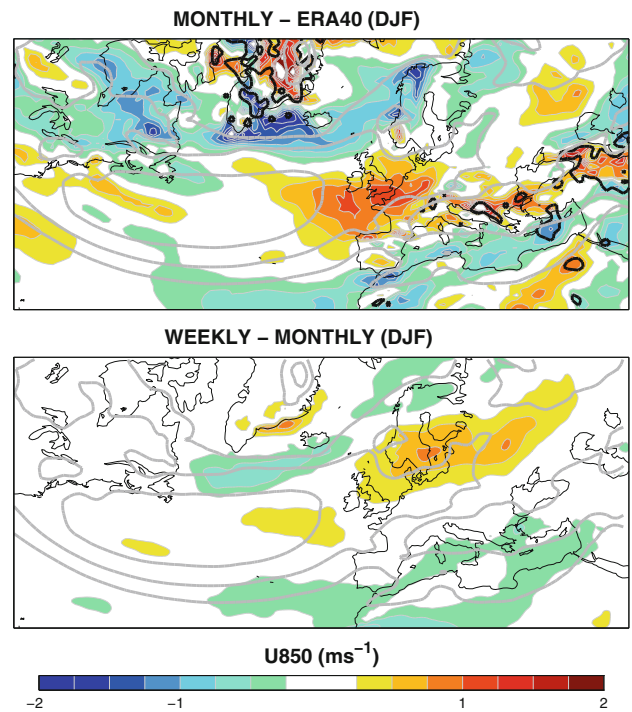 MONTHLY – ERA40 (DJF)
WEEKLY – MONTHLY (DJF)
U850 (ms⁻¹)
−2 −1 1 2